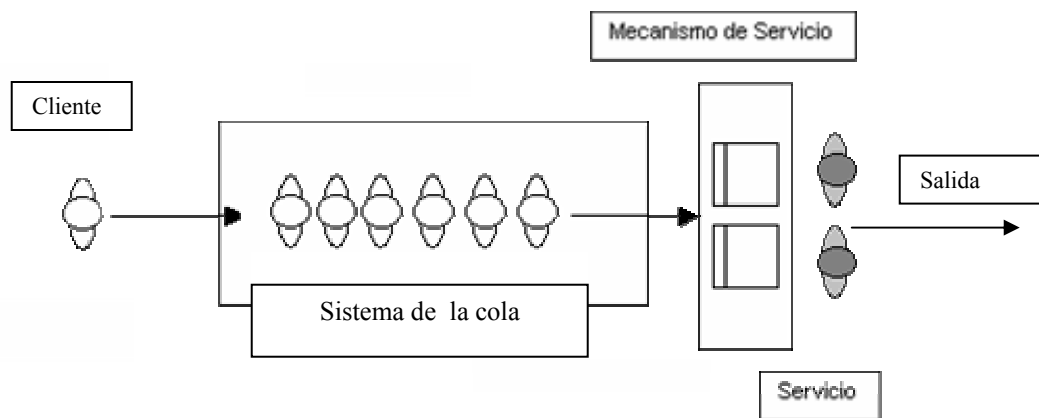 Mecanismo de Servicio
Cliente
Salida
Sistema de la cola
Servicio